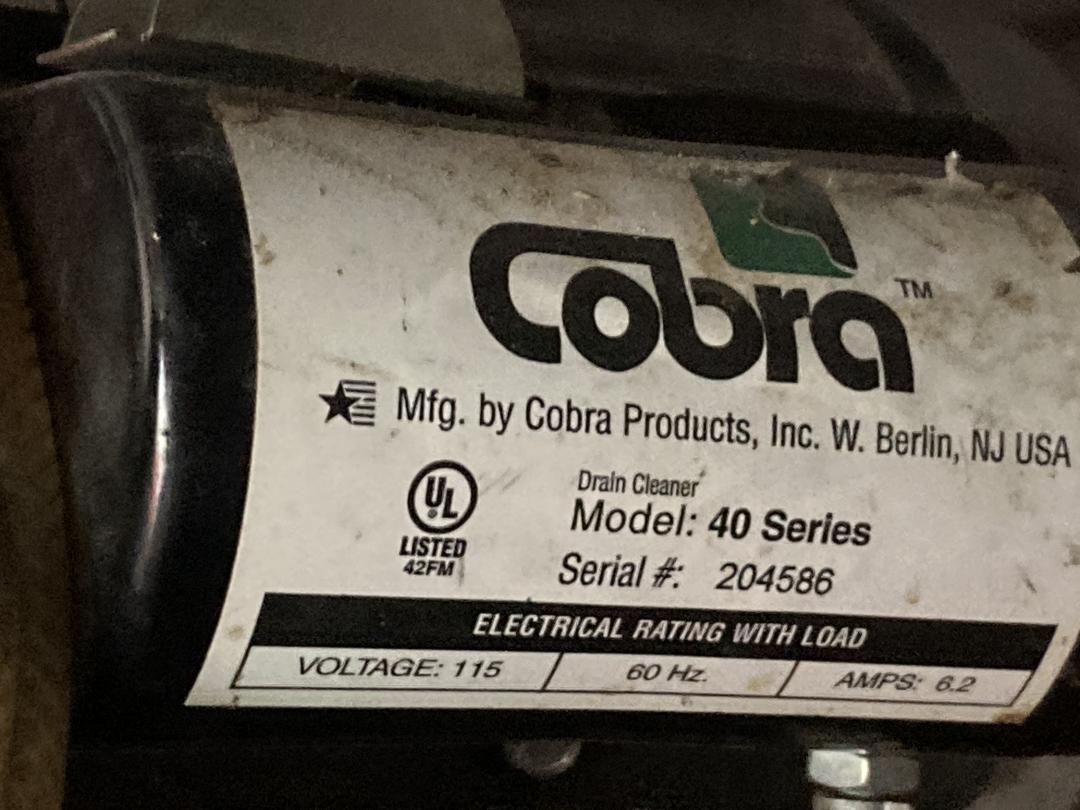 Cobra™
Mfg. by Cobra Products, Inc. W. Berlin, NJ USA
UL
LISTED
42FM
Drain Cleaner
Model: 40 Series
Serial #: 204586
ELECTRICAL RATING WITH LOAD
VOLTAGE: 115 60 Hz. AMPS: 6.2